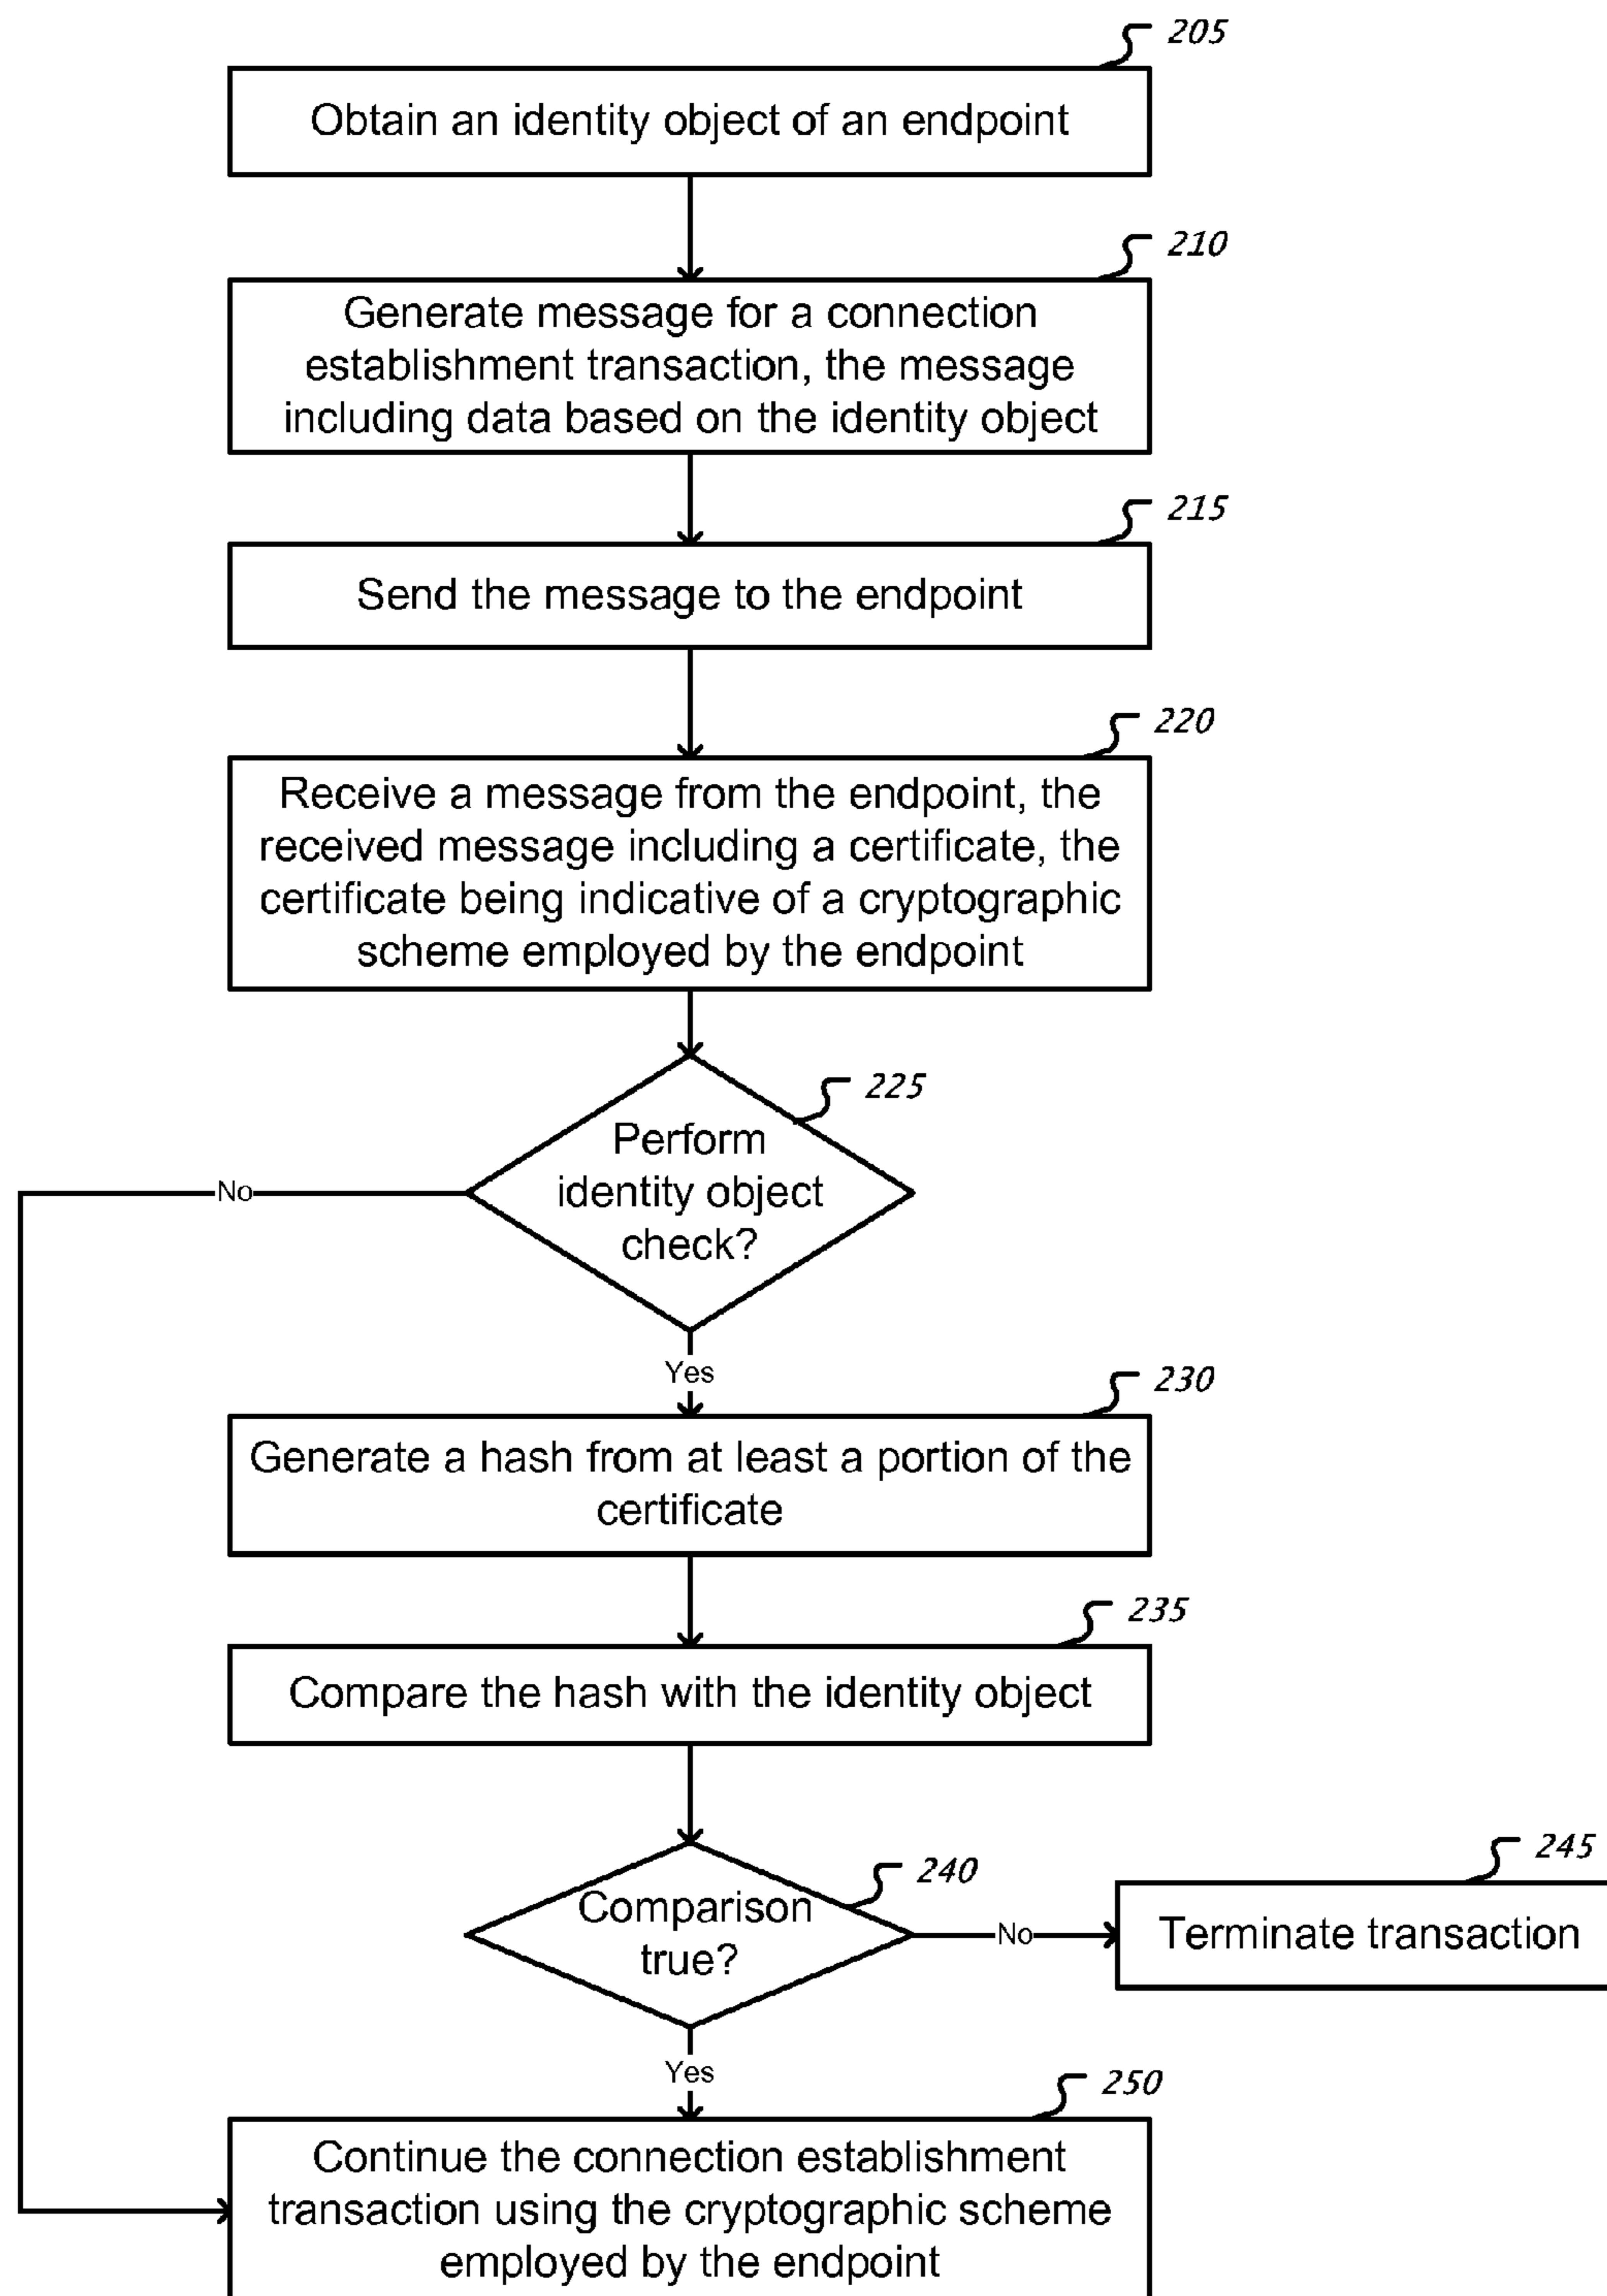 205
Obtain an identity object of an endpoint
210
Generate message for a connection
establishment transaction, the message
including data based on the identity object
215
Send the message to the endpoint
220
Receive a message from the endpoint, the
received message including a certificate, the
certificate being indicative of a cryptographic
scheme employed by the endpoint
225
Perform
identity object
check?
No
Yes
230
Generate a hash from at least a portion of the
certificate
235
Compare the hash with the identity object
240
Comparison
true?
No
245
Terminate transaction
Yes
250
Continue the connection establishment
transaction using the cryptographic scheme
employed by the endpoint